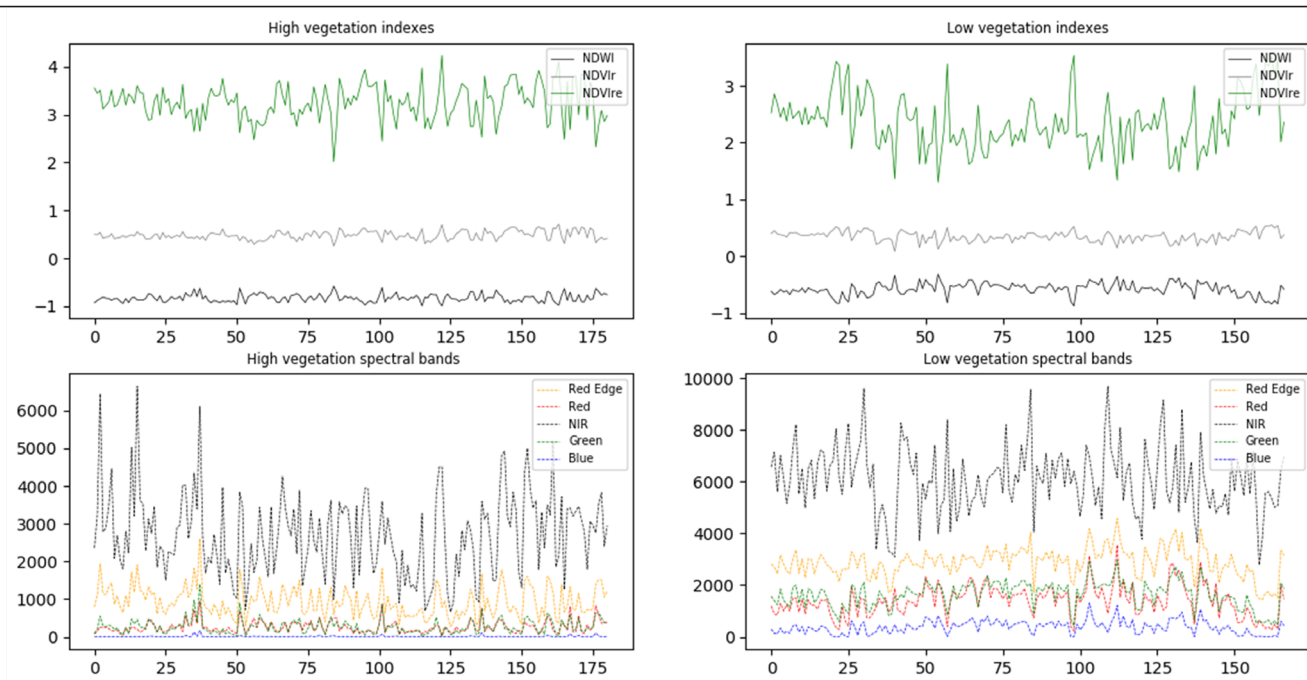 High vegetation indexes
NDWI
NDVIr
NDVIre
4
3
2
1
0
−1
0 25 50 75 100 125 150 175
Low vegetation indexes
NDWI
NDVIr
NDVIre
3
2
1
0
−1
0 25 50 75 100 125 150
High vegetation spectral bands
Red Edge
Red
NIR
Green
Blue
6000
5000
4000
3000
2000
1000
0
0 25 50 75 100 125 150 175
Low vegetation spectral bands
Red Edge
Red
NIR
Green
Blue
10000
8000
6000
4000
2000
0
0 25 50 75 100 125 150